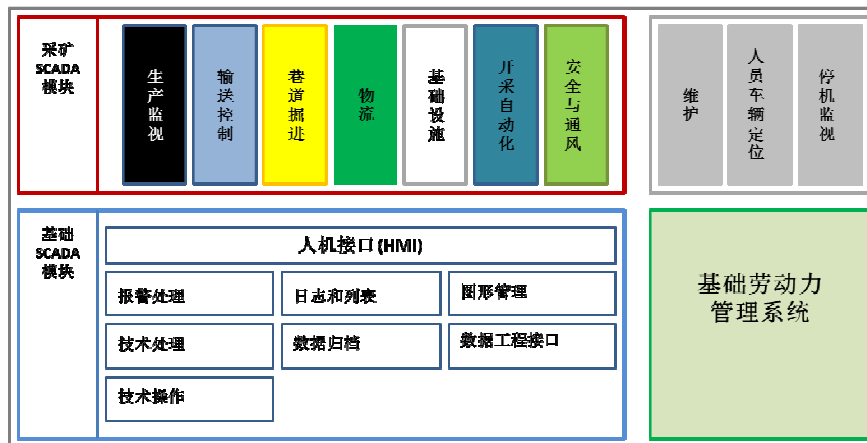 采矿
SCADA
模块
生产监视
输送控制
巷道掘进
物流
基础设施
开采自动化
安全与通风
维护
人员车辆定位
停机监视
基础
SCADA
模块
人机接口(HMI)
报警处理
日志和列表
图形管理
技术处理
数据归档
数据工程接口
技术操作
基础劳动力
管理系统